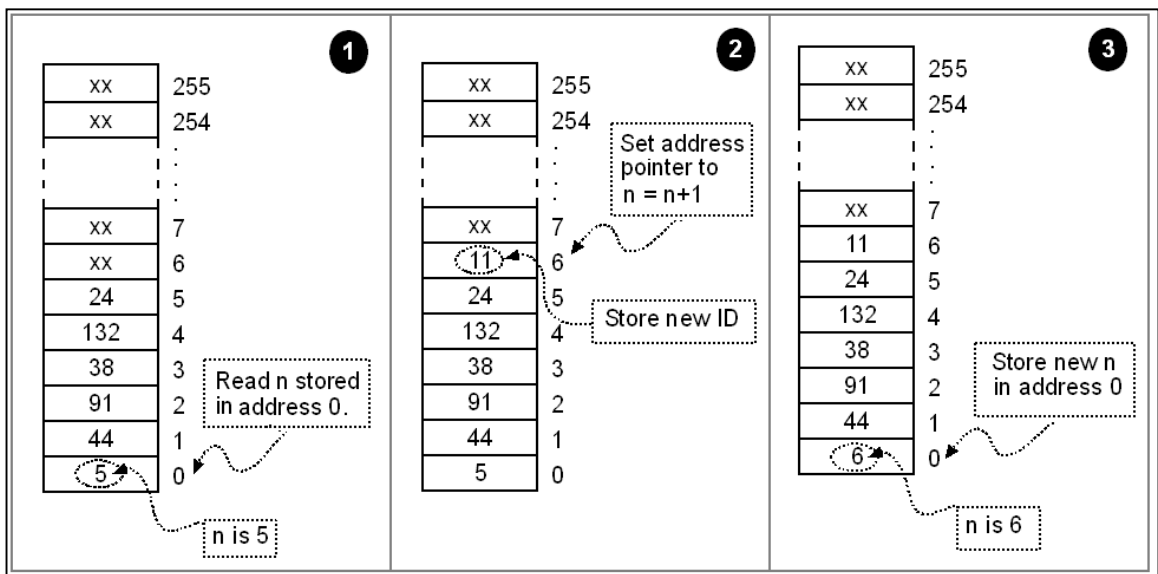 1
xx 255
xx 254
.
.
.
.
xx 7
xx 6
24 5
132 4
38 3
91 2
44 1
5 0
Read n stored
in address 0.
n is 5
2
xx 255
xx 254
.
.
.
.
xx 7
11 6
24 5
132 4
38 3
91 2
44 1
5 0
Set address
pointer to
n = n+1
Store new ID
3
xx 255
xx 254
.
.
.
.
xx 7
11 6
24 5
132 4
38 3
91 2
44 1
6 0
Store new n
in address 0
n is 6